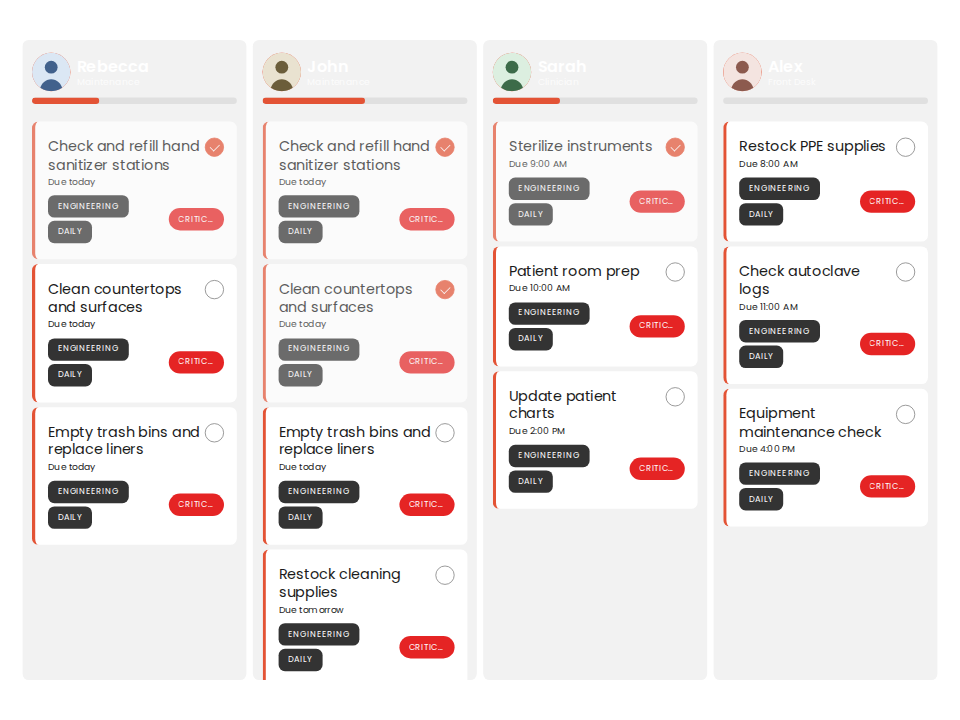 Rebecca
Check and refill hand
sanitizer stations
Due today
ENGINEERING
DAILY
CRITIC...
Clean countertops
and surfaces
Due today
ENGINEERING
DAILY
CRITIC...
Empty trash bins and
replace liners
Due today
ENGINEERING
DAILY
CRITIC...
John
Check and refill hand
sanitizer stations
Due today
ENGINEERING
DAILY
CRITIC...
Clean countertops
and surfaces
Due today
ENGINEERING
DAILY
CRITIC...
Empty trash bins and
replace liners
Due today
ENGINEERING
DAILY
CRITIC...
Restock cleaning
supplies
Due tomorrow
ENGINEERING
DAILY
CRITIC...
Sarah
Sterilize instruments
Due 9:00 AM
ENGINEERING
DAILY
CRITIC...
Patient room prep
Due 10:00 AM
ENGINEERING
DAILY
CRITIC...
Update patient
charts
Due 2:00 PM
ENGINEERING
DAILY
CRITIC...
Alex
Restock PPE supplies
Due 8:00 AM
ENGINEERING
DAILY
CRITIC...
Check autoclave
logs
Due 11:00 AM
ENGINEERING
DAILY
CRITIC...
Equipment
maintenance check
Due 4:00 PM
ENGINEERING
DAILY
CRITIC...